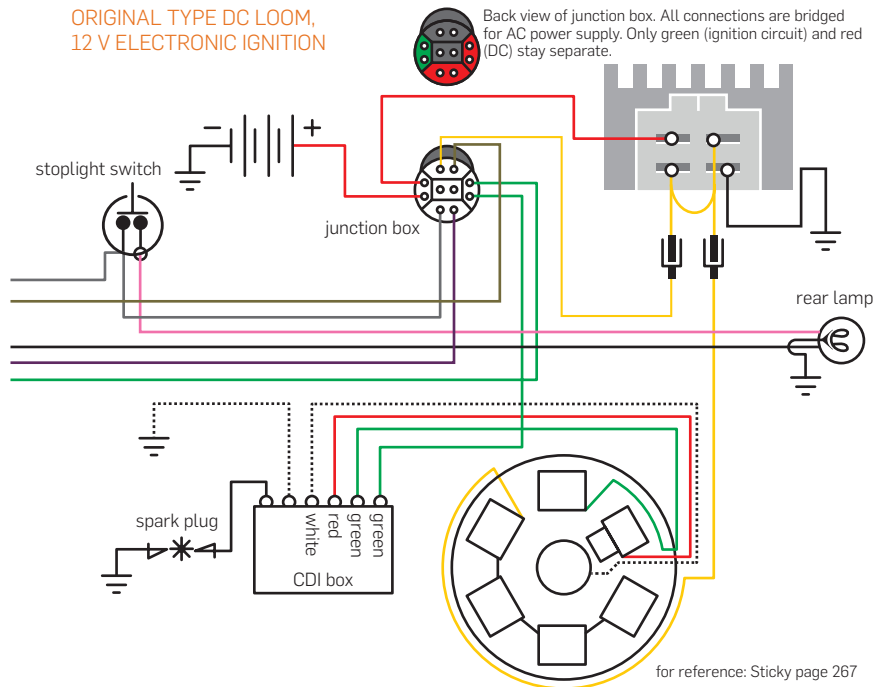 ORIGINAL TYPE DC LOOM,
12 V ELECTRONIC IGNITION
Back view of junction box. All connections are bridged
for AC power supply. Only green (ignition circuit) and red
(DC) stay separate.
− +
stoplight switch
junction box
rear lamp
spark plug
white
red
green
green
CDI box
for reference: Sticky page 267